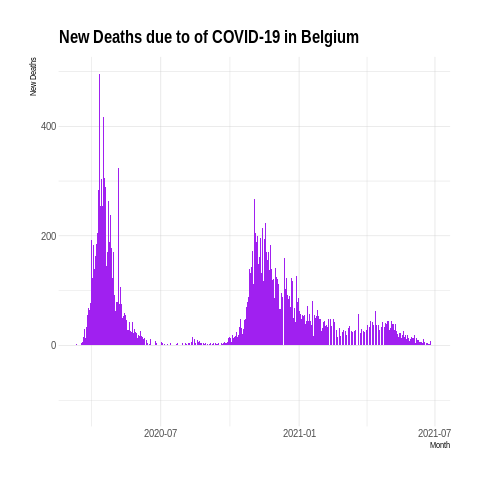 New Deaths due to of COVID-19 in Belgium
New Deaths
400
200
0
2020-07
2021-01
2021-07
Month